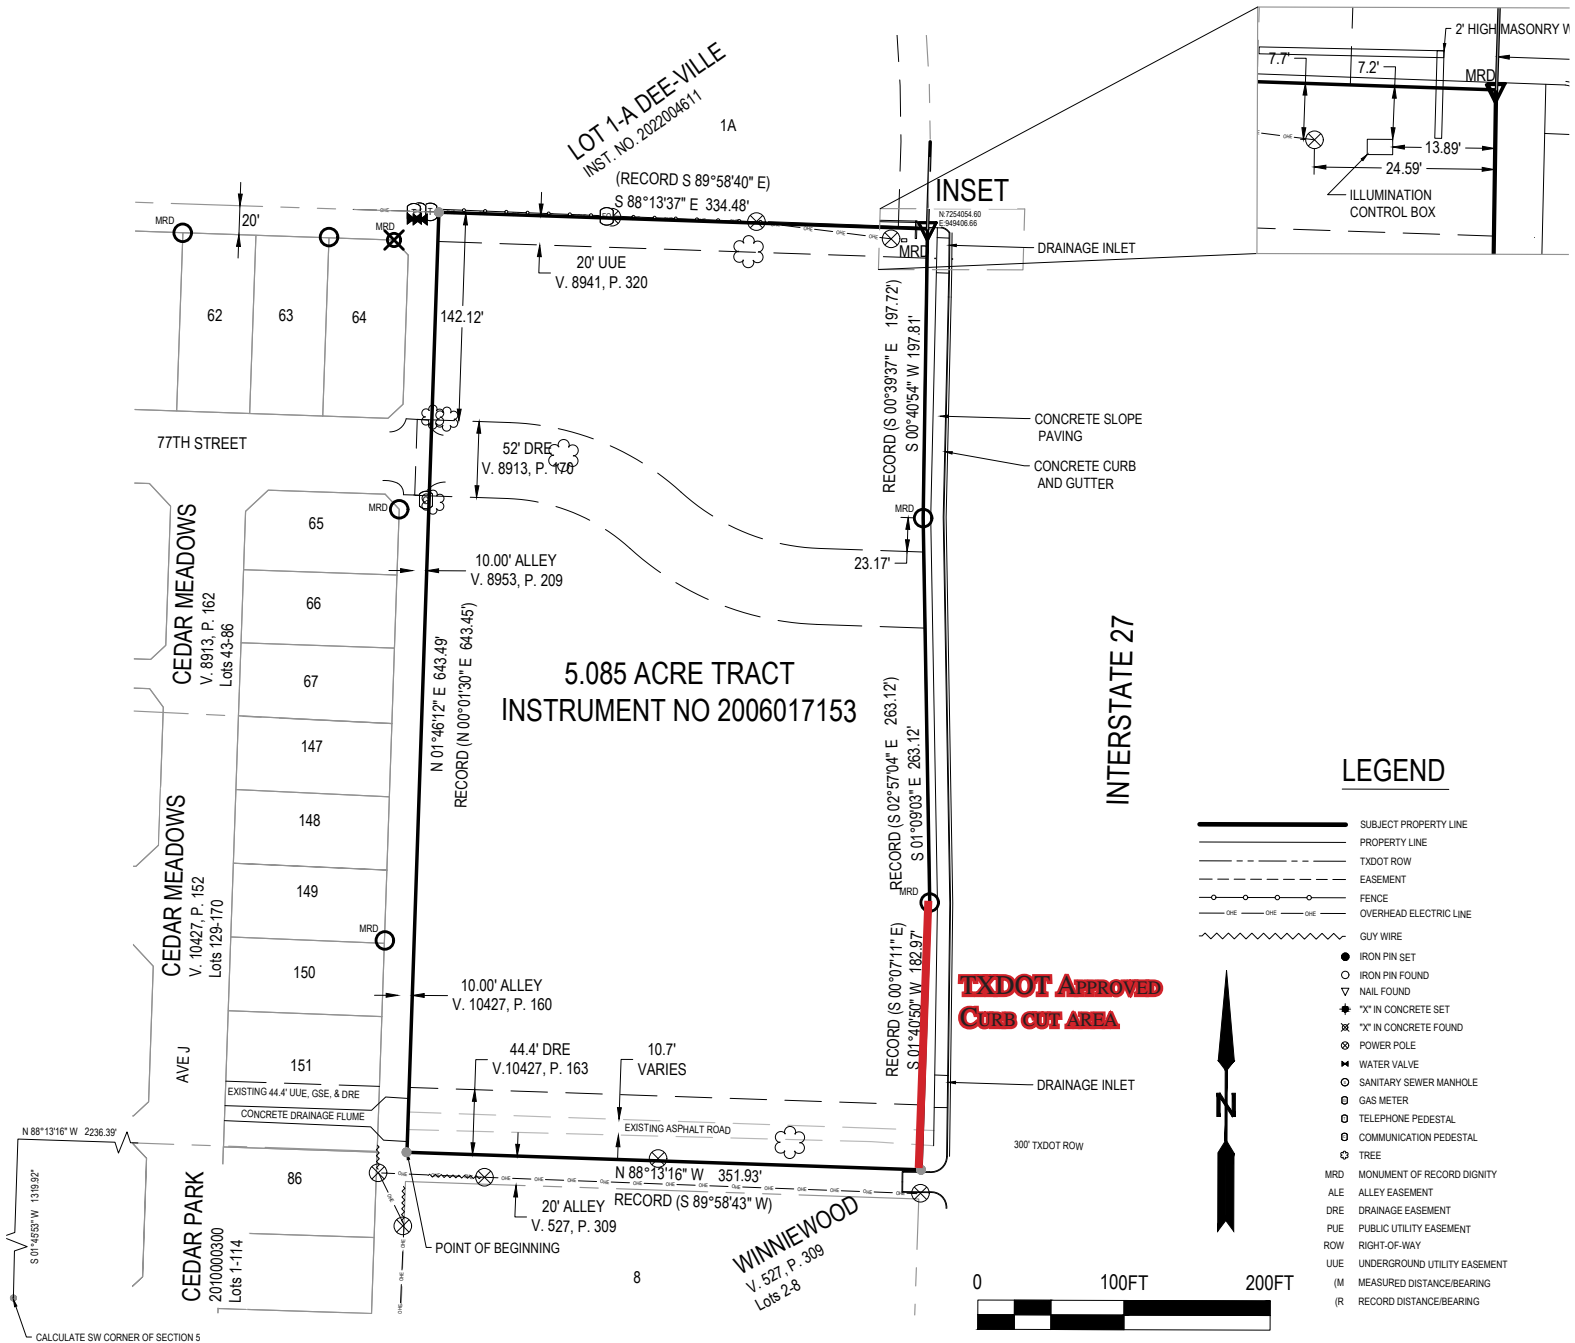 2' HIGH MASONRY W
7.7'
7.2'
MRD
13.89'
24.59'
ILLUMINATION
CONTROL BOX
LOT 1-A DEE-VILLE
INST. NO. 2022004611
1A
(RECORD S 89°58'40" E)
S 88°13'37" E 334.48'
INSET
N:7254054.60
E:949406.66
DRAINAGE INLET
MRD
20'
MRD
OHE
OHE
OHE
OHE
MRD
20' UUE
V. 8941, P. 320
62
63
64
142.12'
RECORD (S 00°39'37" E 197.72')
S 00°40'54" W 197.81'
CONCRETE SLOPE
PAVING
CONCRETE CURB
AND GUTTER
77TH STREET
52' DRE
V. 8913, P. 170
MRD
MRD
65
23.17'
10.00' ALLEY
V. 8953, P. 209
CEDAR MEADOWS
V. 8913, P. 162
Lots 43-86
66
67
147
148
149
150
151
N 01°46'12" E 643.49'
RECORD (N 00°01'30" E 643.45')
5.085 ACRE TRACT
INSTRUMENT NO 2006017153
RECORD (S 02°57'04" E 263.12')
S 01°09'03" E 263.12'
INTERSTATE 27
MRD
CEDAR MEADOWS
V. 10427, P. 152
Lots 129-170
MRD
10.00' ALLEY
V. 10427, P. 160
RECORD (S 00°07'11" E)
S 01°40'50" W 182.97'
TXDOT Approved
Curb cut area
AVE J
44.4' DRE
V.10427, P. 163
10.7'
VARIES
DRAINAGE INLET
EXISTING 44.4' UUE, GSE, & DRE
CONCRETE DRAINAGE FLUME
EXISTING ASPHALT ROAD
300' TXDOT ROW
N 88°13'16" W 2236.39'
N 88°13'16" W 351.93'
RECORD (S 89°58'43" W)
86
20' ALLEY
V. 527, P. 309
POINT OF BEGINNING
S 01°45'53" W 1319.92'
CEDAR PARK
2010000300
Lots 1-114
WINNIEWOOD
V. 527, P. 309
Lots 2-8
8
CALCULATE SW CORNER OF SECTION 5
0 100FT 200FT
N
LEGEND
SUBJECT PROPERTY LINE
PROPERTY LINE
TXDOT ROW
EASEMENT
FENCE
OHE OHE OHE OVERHEAD ELECTRIC LINE
GUY WIRE
IRON PIN SET
IRON PIN FOUND
NAIL FOUND
"X" IN CONCRETE SET
"X" IN CONCRETE FOUND
POWER POLE
WATER VALVE
SANITARY SEWER MANHOLE
GAS METER
TELEPHONE PEDESTAL
COMMUNICATION PEDESTAL
TREE
MRD MONUMENT OF RECORD DIGNITY
ALE ALLEY EASEMENT
DRE DRAINAGE EASEMENT
PUE PUBLIC UTILITY EASEMENT
ROW RIGHT-OF-WAY
UUE UNDERGROUND UTILITY EASEMENT
(M MEASURED DISTANCE/BEARING
(R RECORD DISTANCE/BEARING